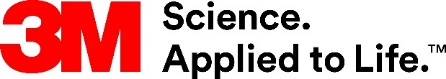 3M Science.
Applied to Life.™